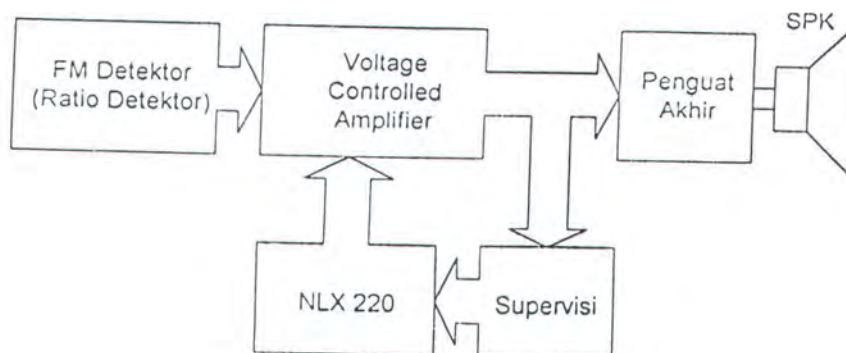 SPK
FM Detektor
(Ratio Detektor)
Voltage
Controlled
Amplifier
Penguat
Akhir
NLX 220
Supervisi